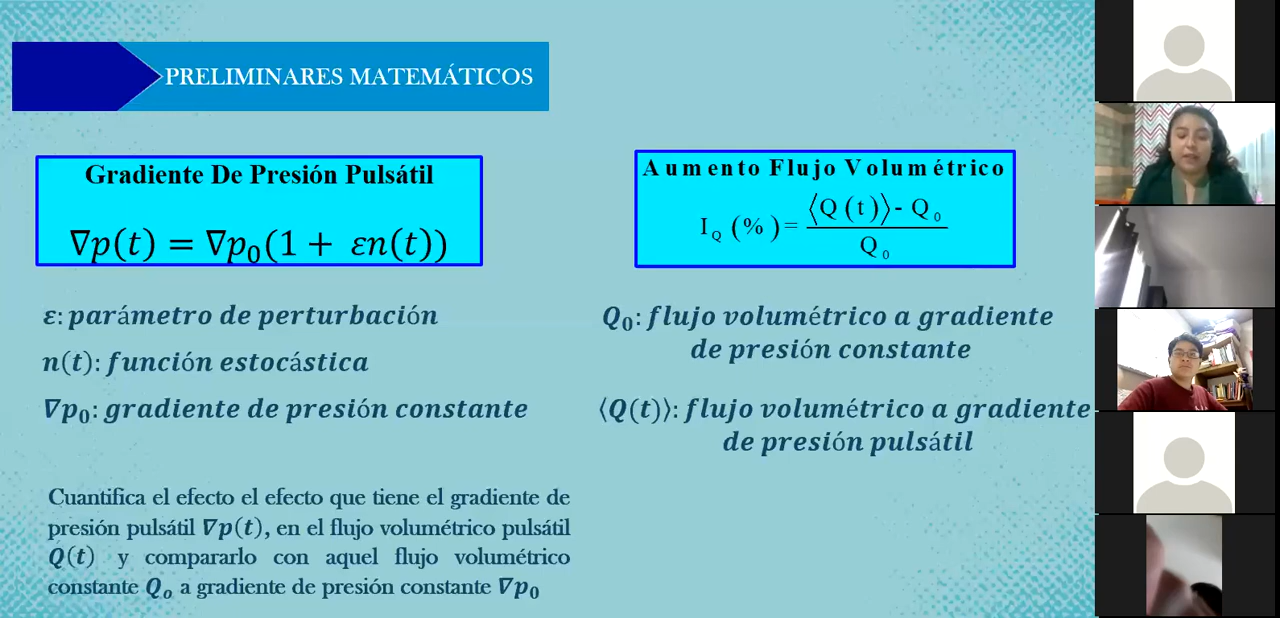 PRELIMINARES MATEMÁTICOS
Gradiente De Presión Pulsátil
∇p(t) = ∇p₀(1 + εn(t))
ε: parámetro de perturbación
n(t): función estocástica
∇p₀: gradiente de presión constante
Cuantifica el efecto el efecto que tiene el gradiente de
presión pulsátil ∇p(t), en el flujo volumétrico pulsátil
Q(t) y compararlo con aquel flujo volumétrico
constante Qₒ a gradiente de presión constante ∇p₀
Aumento Flujo Volumétrico
I_Q (%) = (⟨Q(t)⟩ - Q₀) / Q₀
Q₀: flujo volumétrico a gradiente
de presión constante
⟨Q(t)⟩: flujo volumétrico a gradiente
de presión pulsátil